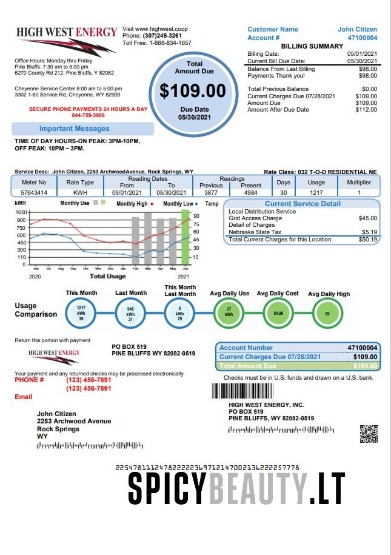 HIGH WEST ENERGY
Visit www.highwest.coop
Phone: (307)245-3261
Toll Free: 1-888-634-1657
Office Hours: Monday thru Friday
Pine Bluffs: 7:30 am to 5:00 pm
6270 County Rd 212, Pine Bluffs, Y 82082
Cheyenne Service Center 8:00 am to 5:00 pm
3302 1-80 Service Rd, Cheyenne, WY 82009
SECURE PHONE PAYMENTS 24 HOURS A DAY
844-759-3986
Total
Amount Due
$109.00
Due Date
05/30/2021
Customer Name John Citizen
Account # 47100004
BILLING SUMMARY
Billing Date: 05/01/2021
Current Bill Due Date: 05/30/2021
Balance From Last Billing: $98.00
Payments Thank you! $98.00
Total Previous Balance $0.00
Current Charges Due 07/28/2021 $109.00
Amount Due $109.00
Amount After Due Date $112.00
Important Messages
TIME OF DAY HOURS-ON PEAK: 3PM-10PM,
OFF PEAK: 10PM – 3PM.
Service Desc: John Citizen, 2253 ArchwoodAvenue, Rock Springs, WY
Rate Class: 032 T-O-D RESIDENTIAL NE
Meter No Rate Type Reading Dates From To Readings Previous Present Days Usage Multiplier
57643414 KWH 05/01/2021 05/30/2021 3877 4984 30 1217 1
kWH Monthly Use Monthly High Monthly Low Temp
1050
900
750
600
450
300
150
0
90
75
60
45
30
15
2020 Total Usage 2021
Current Service Detail
Local Distribution Service
Grid Access Charge $45.00
Detail of Charges
Nebraska State Tax $5.19
Total Current Charges for this Location $50.19
Usage
Comparison
This Month
1217
kWh
30
Last Month
kWh
31
This Month
Last Month
0
kWh
29
Avg Daily Use
37
kWh
Avg Daily Cost
Avg Daily High
Return this portion with payment
HIGH WEST ENERGY
PO BOX 519
PINE BLUFFS WY 82082-0519
Account Number 47100004
Current Charges Due 07/28/2021 $109.00
Total Amount Due $109.00
Your payment and any returned checks may be processed electronically
PHONE # (123) 456-7891
(123) 456-7891
Email
Checks must be in U.S. funds and drawn on a U.S. bank.
John Citizen
2253 Archwood Avenue
Rock Springs
WY
HIGH WEST ENERGY, INC.
PO BOX 519
PINE BLUFFS WY 82082-0519
SPICYBEAUTY.LT